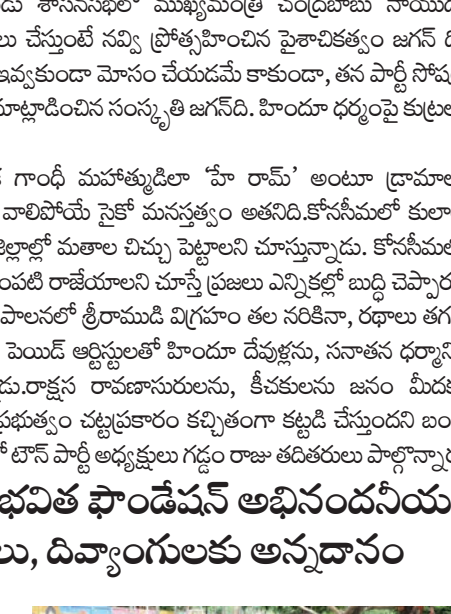 డు శాసనసభలో ముఖ్యమంత్రి చంద్రబాబు నాయుడ
లు చేస్తుంటే నవ్వి ప్రోత్సహించిన పైశాచికత్వం జగన్
ఇవ్వకుండా మోసం చేయడమే కాకుండా, తన పార్టీ సోష
మాట్లాడించిన సంస్కృతి జగన్‌ది. హిందూ ధర్మంపై కుట్రల
గాంధీ మహాత్ముడిలా ‘హే రామ్’ అంటూ డ్రామాల
వాలిపోయే సైకో మనస్తత్వం అతనిది.కోనసీమలో కులా
జిల్లాల్లో మతాల చిచ్చు పెట్టాలని చూస్తున్నాడు. కోనసీమల
ంపటి రాజేయాలని చూస్తే ప్రజలు ఎన్నికల్లో బుద్ధి చెప్పార
పాలనలో శ్రీరాముడి విగ్రహం తల నరికినా, రథాలు తగ
పెయిడ్ ఆర్టిస్టులతో హిందూ దేవుళ్లను, సనాతన ధర్మాని
డు.రాక్షస రావణాసురులను, కీచకులను జనం మీదక
ప్రభుత్వం చట్టప్రకారం కచ్చితంగా కట్టడి చేస్తుందని బం
ో టౌన్ పార్టీ అధ్యక్షులు గడ్డం రాజు తదితరులు పాల్గొన్నార
భవిత ఫౌండేషన్ అభినందనీయ
లు, దివ్యాంగులకు అన్నదానం